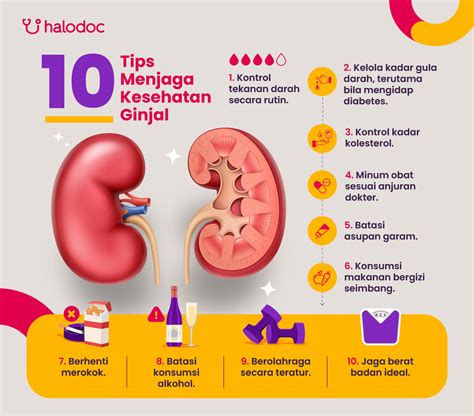 halodoc
10
Tips
Menjaga
Kesehatan
Ginjal
1. Kontrol
tekanan darah
secara rutin.
2. Kelola kadar gula
darah, terutama
bila mengidap
diabetes.
3. Kontrol kadar
kolesterol.
4. Minum obat
sesuai anjuran
dokter.
5. Batasi
asupan garam.
6. Konsumsi
makanan bergizi
seimbang.
7. Berhenti
merokok.
8. Batasi
konsumsi
alkohol.
9. Berolahraga
secara teratur.
10. Jaga berat
badan ideal.